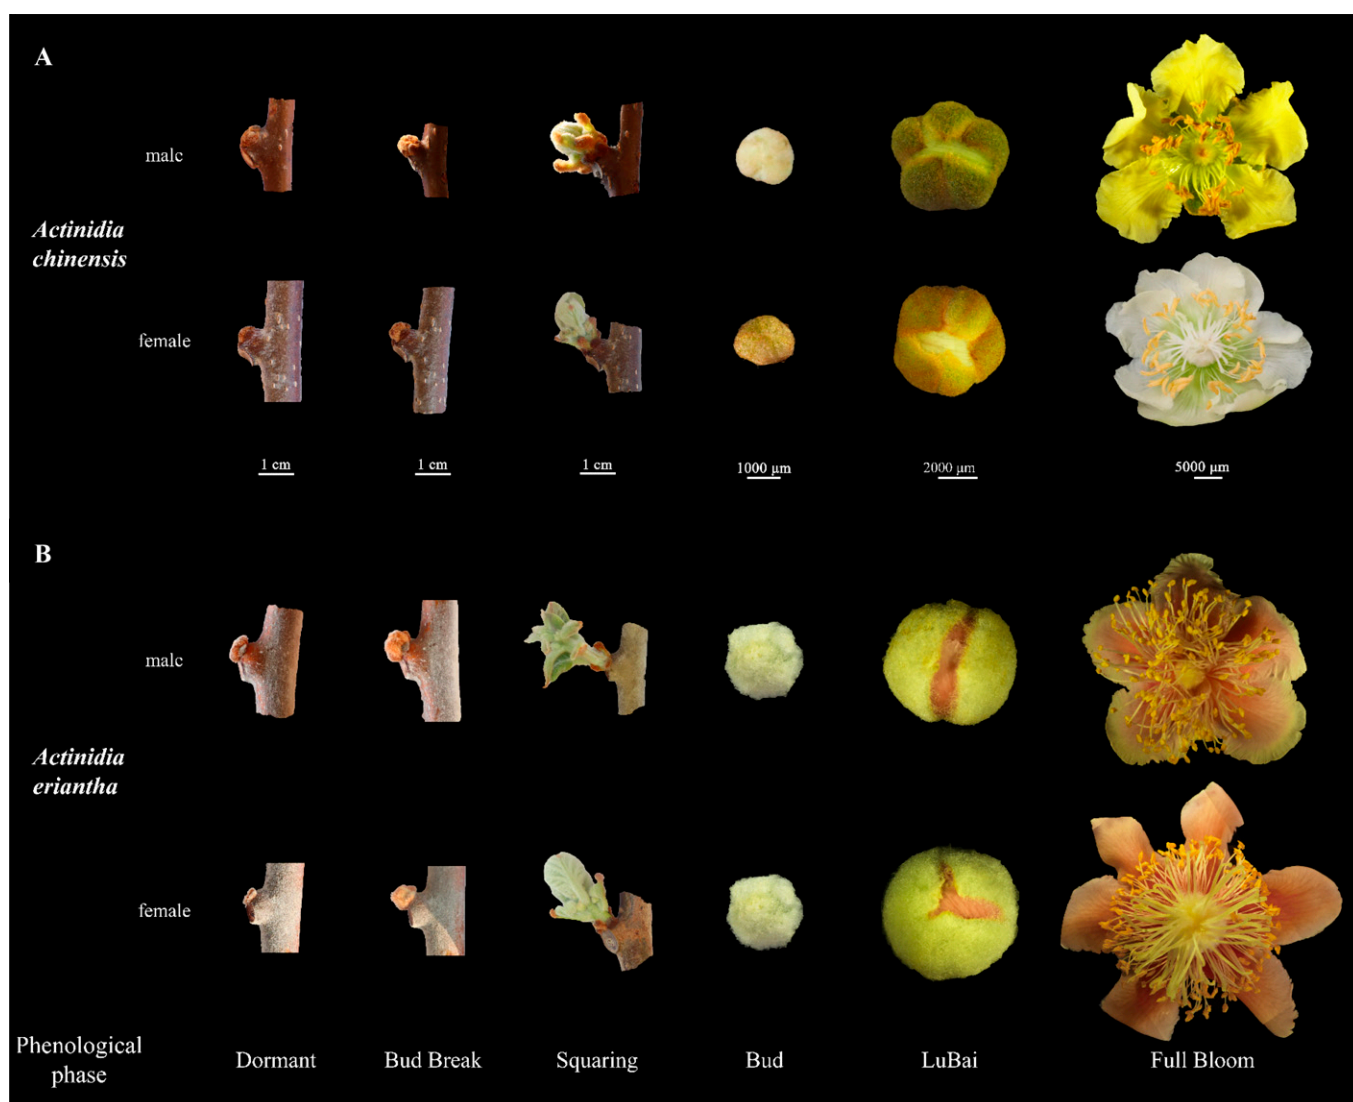 A
male
Actinidia
chinensis
female
1 cm
1 cm
1 cm
1000 μm
2000 μm
5000 μm
B
male
Actinidia
eriantha
female
Phenological
phase
Dormant
Bud Break
Squaring
Bud
LuBai
Full Bloom